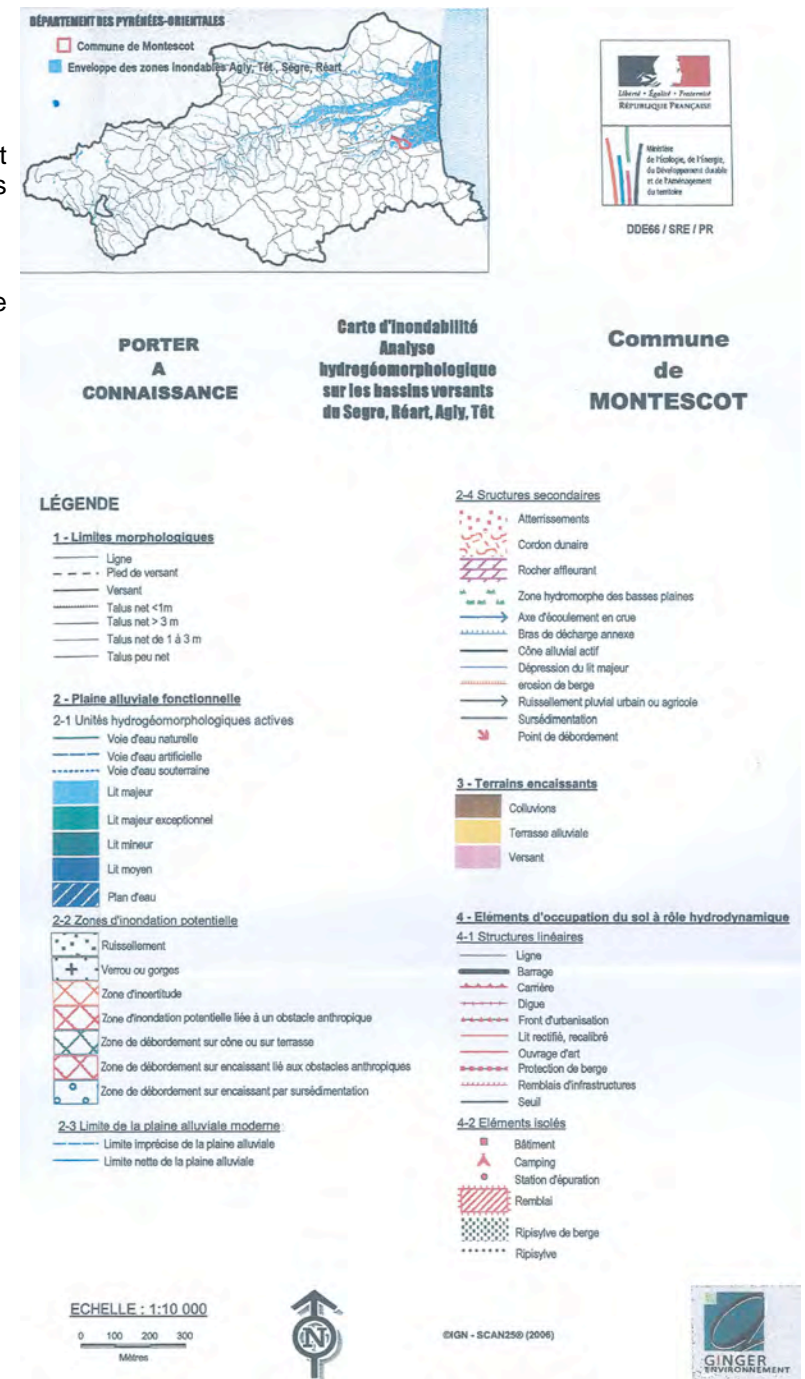 DÉPARTEMENT DES PYRÉNÉES-ORIENTALES
Commune de Montescot
Enveloppe des zones Inondables Agly, Têt, Ségre, Réart
t
s
e
Liberté • Égalité • Fraternité
RÉPUBLIQUE FRANÇAISE
Ministère
de l'Écologie, de l'Énergie,
du Développement durable
et de l'Aménagement
du territoire
DDE66 / SRE / PR
PORTER
A
CONNAISSANCE
Carte d'Inondabilité
Analyse
hydrogéomorphologique
sur les bassins versants
du Segre, Réart, Agly, Têt
Commune
de
MONTESCOT
LÉGENDE
1 - Limites morphologiques
Ligne
Pied de versant
Versant
Talus net <1m
Talus net > 3 m
Talus net de 1 à 3 m
Talus peu net
2 - Plaine alluviale fonctionnelle
2-1 Unités hydrogéomorphologiques actives
Voie d'eau naturelle
Voie d'eau artificielle
Voie d'eau souterraine
Lit majeur
Lit majeur exceptionnel
Lit mineur
Lit moyen
Plan d'eau
2-2 Zones d'inondation potentielle
Ruissellement
Verrou ou gorges
Zone d'incertitude
Zone d'inondation potentielle liée à un obstacle anthropique
Zone de débordement sur cône ou sur terrasse
Zone de débordement sur encaissant lié aux obstacles anthropiques
Zone de débordement sur encaissant par sursédimentation
2-3 Limite de la plaine alluviale moderne
Limite imprécise de la plaine alluviale
Limite nette de la plaine alluviale
2-4 Sructures secondaires
Atterrissements
Cordon dunaire
Rocher affleurant
Zone hydromorphe des basses plaines
Axe d'écoulement en crue
Bras de décharge annexe
Cône alluvial actif
Dépression du lit majeur
erosion de berge
Ruissellement pluvial urbain ou agricole
Sursédimentation
Point de débordement
3 - Terrains encaissants
Colluvions
Terrasse alluviale
Versant
4 - Eléments d'occupation du sol à rôle hydrodynamique
4-1 Structures linéaires
Ligne
Barrage
Carrière
Digue
Front d'urbanisation
Lit rectifié, recalibré
Ouvrage d'art
Protection de berge
Remblais d'infrastructures
Seuil
4-2 Eléments isolés
Bâtiment
Camping
Station d'épuration
Remblai
Ripisylve de berge
Ripisylve
ECHELLE : 1:10 000
0 100 200 300
Mètres
N
©IGN - SCAN25® (2006)
GINGER
ENVIRONNEMENT